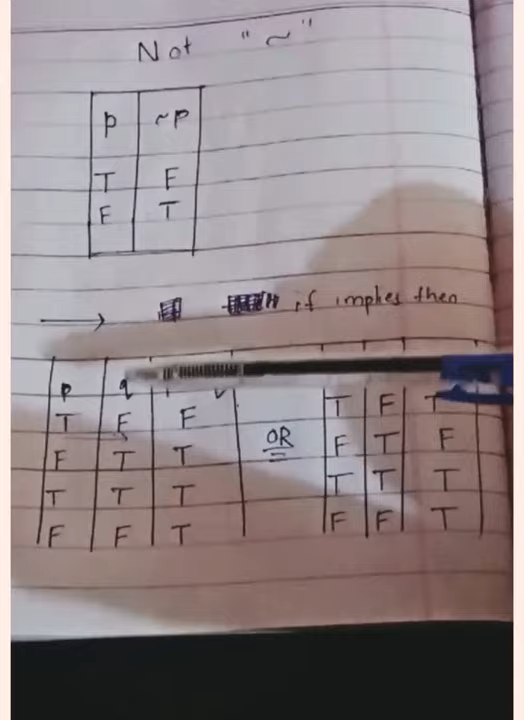 Not "~"
p ~p
T F
F T
→ if implies then
p q
T F F OR T F T
F T T F T F
T T T T T T
F F T F F T